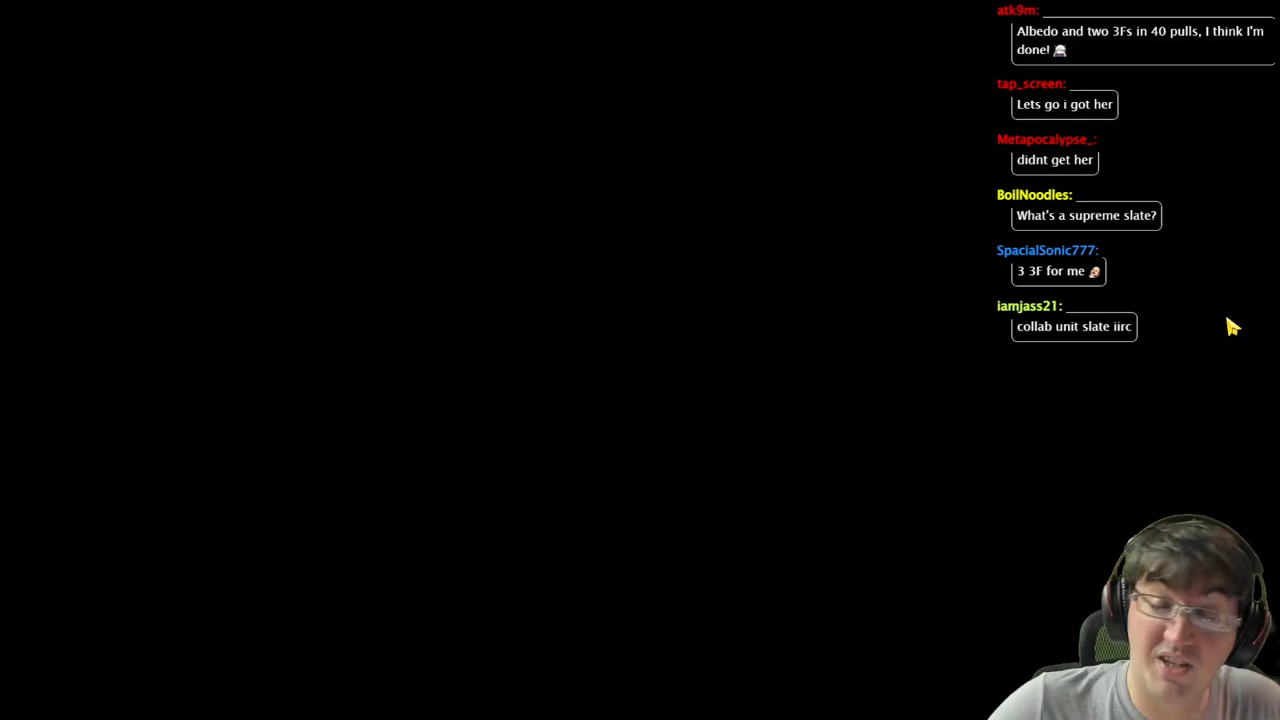 atk9m:
Albedo and two 3Fs in 40 pulls, I think I'm
done!
tap_screen:
Lets go i got her
Metapocalypse_:
didnt get her
BoilNoodles:
What's a supreme slate?
SpacialSonic777:
3 3F for me
iamjass21:
collab unit slate iirc